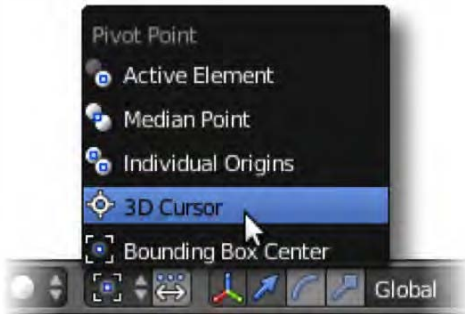 Pivot Point
Active Element
Median Point
Individual Origins
3D Cursor
Bounding Box Center
Global